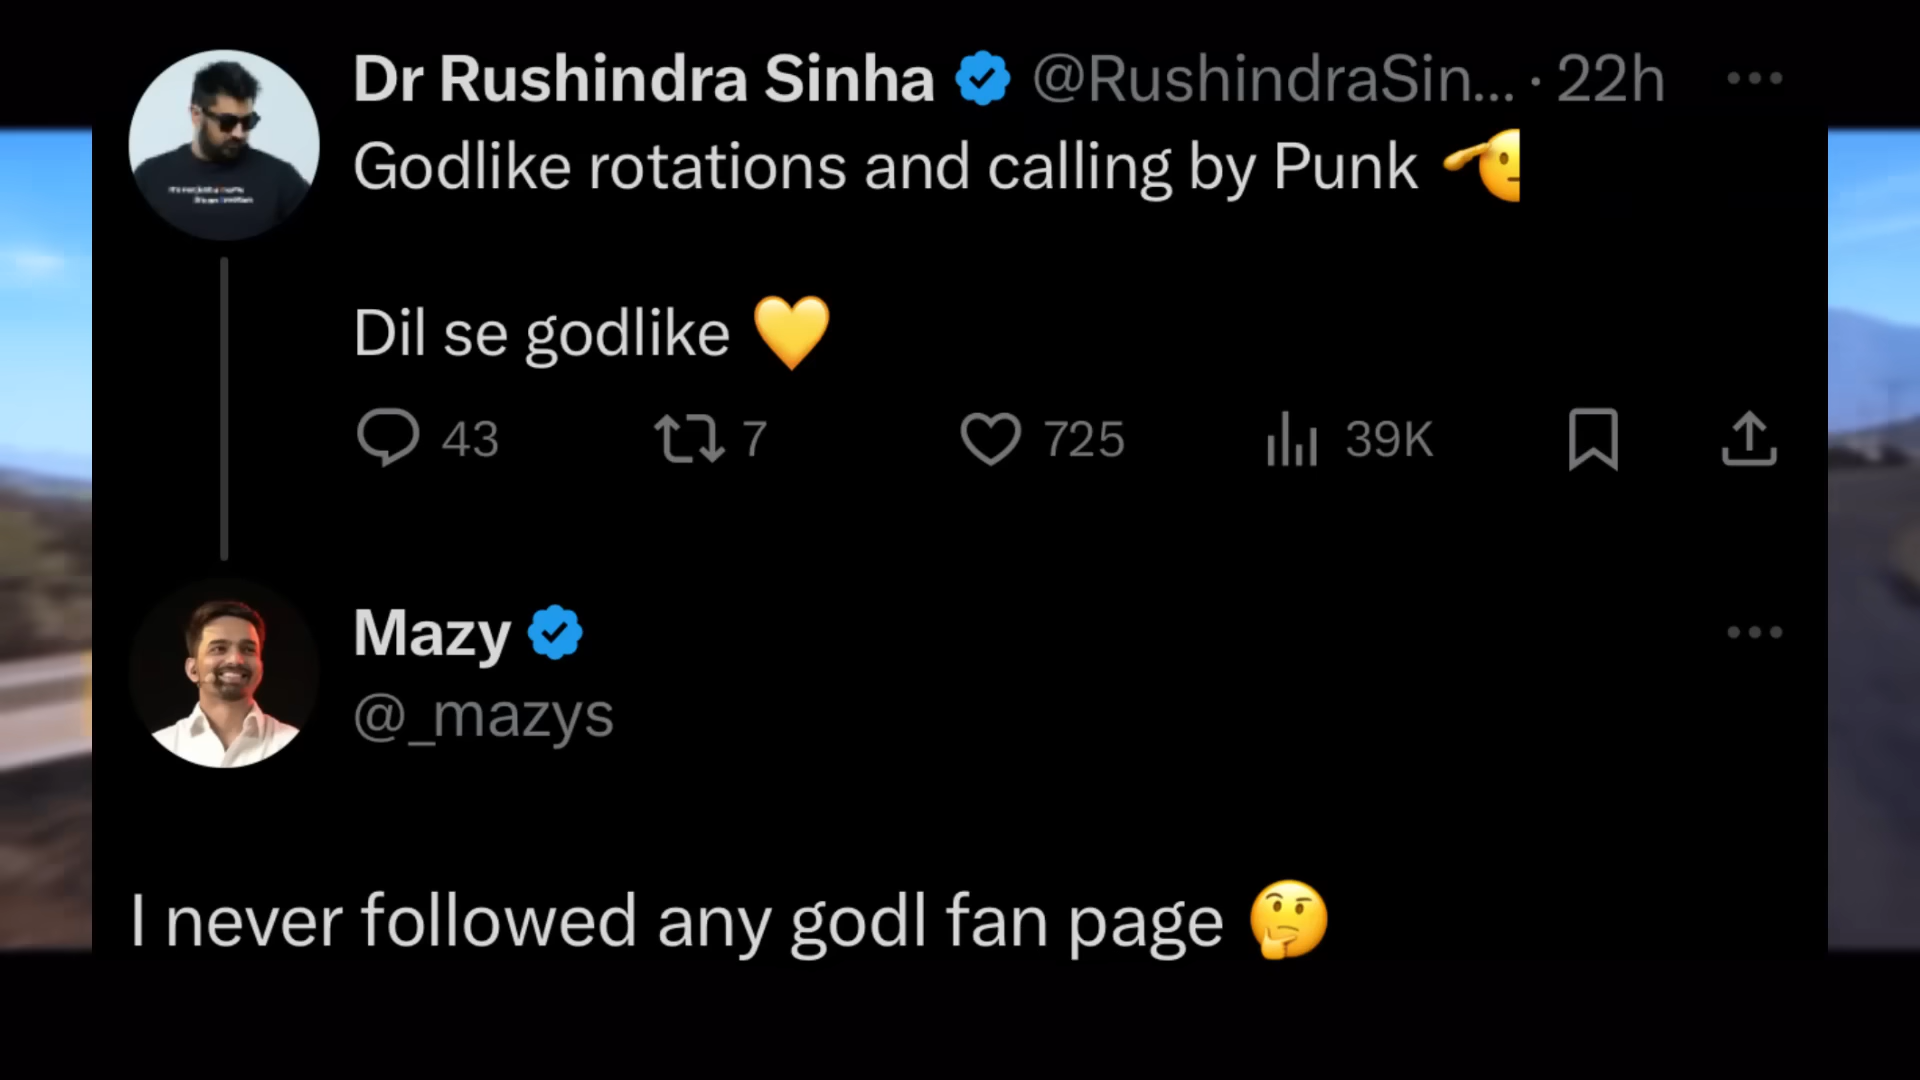 Dr Rushindra Sinha @RushindraSin... · 22h
Godlike rotations and calling by Punk
Dil se godlike 💛
43 7 725 39K
Mazy
@_mazys
I never followed any godl fan page 🤔